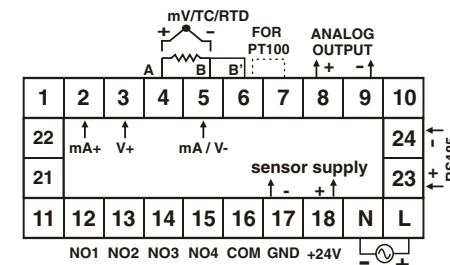 mV/TC/RTD
+ -
FOR
PT100
ANALOG
OUTPUT
A B B'
+ -
1 2 3 4 5 6 7 8 9 10
22 mA+ V+ mA / V- 24 -
21 sensor supply 23 +
- +
11 12 13 14 15 16 17 18 N L
NO1 NO2 NO3 NO4 COM GND +24V - +